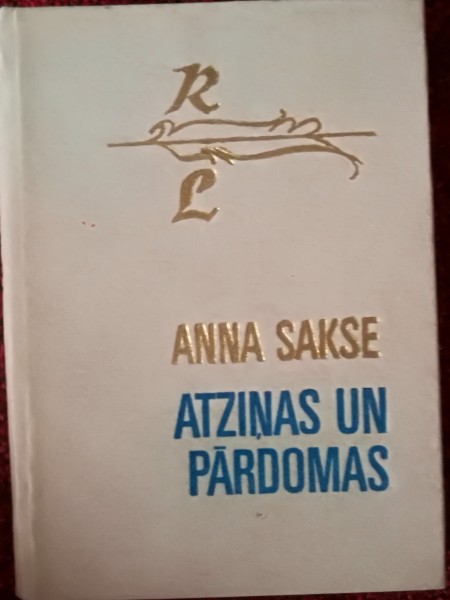 R
L
ANNA SAKSE
ATZIŅAS UN
PĀRDOMAS